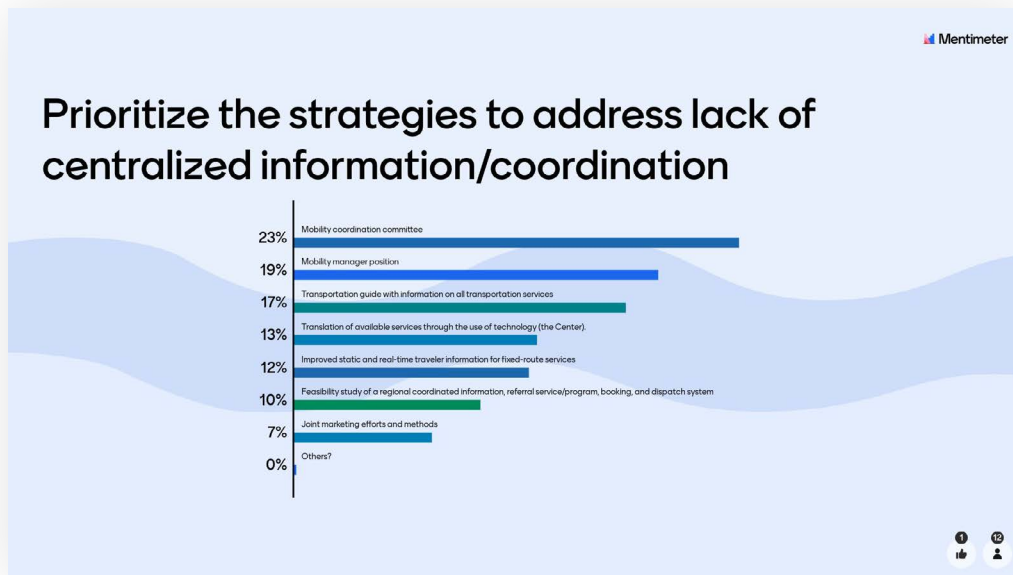 Mentimeter
Prioritize the strategies to address lack of
centralized information/coordination
23%
Mobility coordination committee
19%
Mobility manager position
17%
Transportation guide with information on all transportation services
13%
Translation of available services through the use of technology (the Center).
12%
Improved static and real-time traveler information for fixed-route services
10%
Feasibility study of a regional coordinated information, referral service/program, booking, and dispatch system
7%
Joint marketing efforts and methods
0%
Others?
1
12